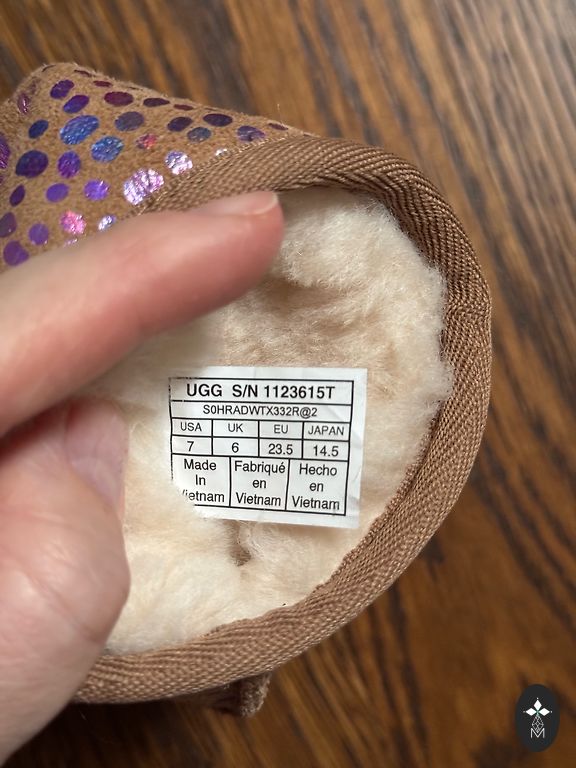 UGG S/N 1123615T
S0HRADWTX332R@2
USA UK EU JAPAN
7 6 23.5 14.5
Made Fabriqué Hecho
In en en
Vietnam Vietnam Vietnam
M